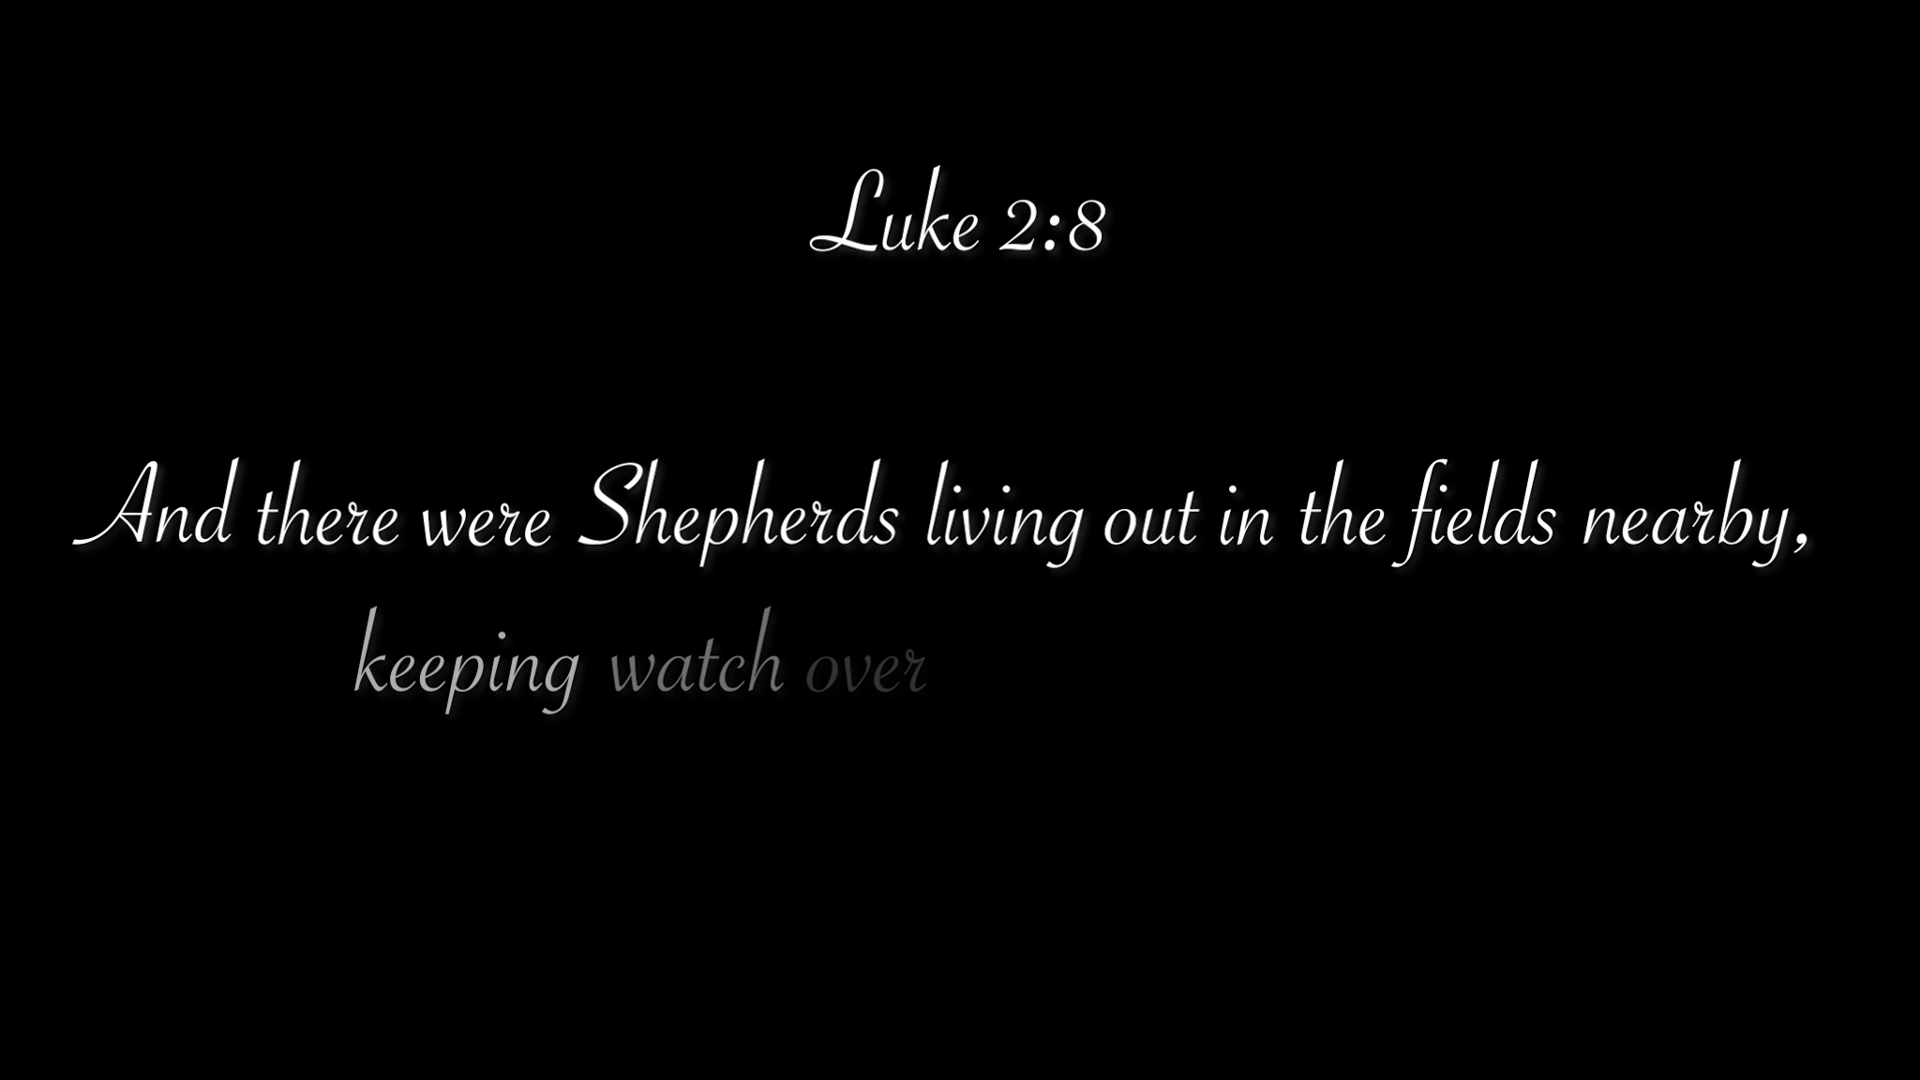 Luke 2:8
And there were Shepherds living out in the fields nearby,
keeping watch over